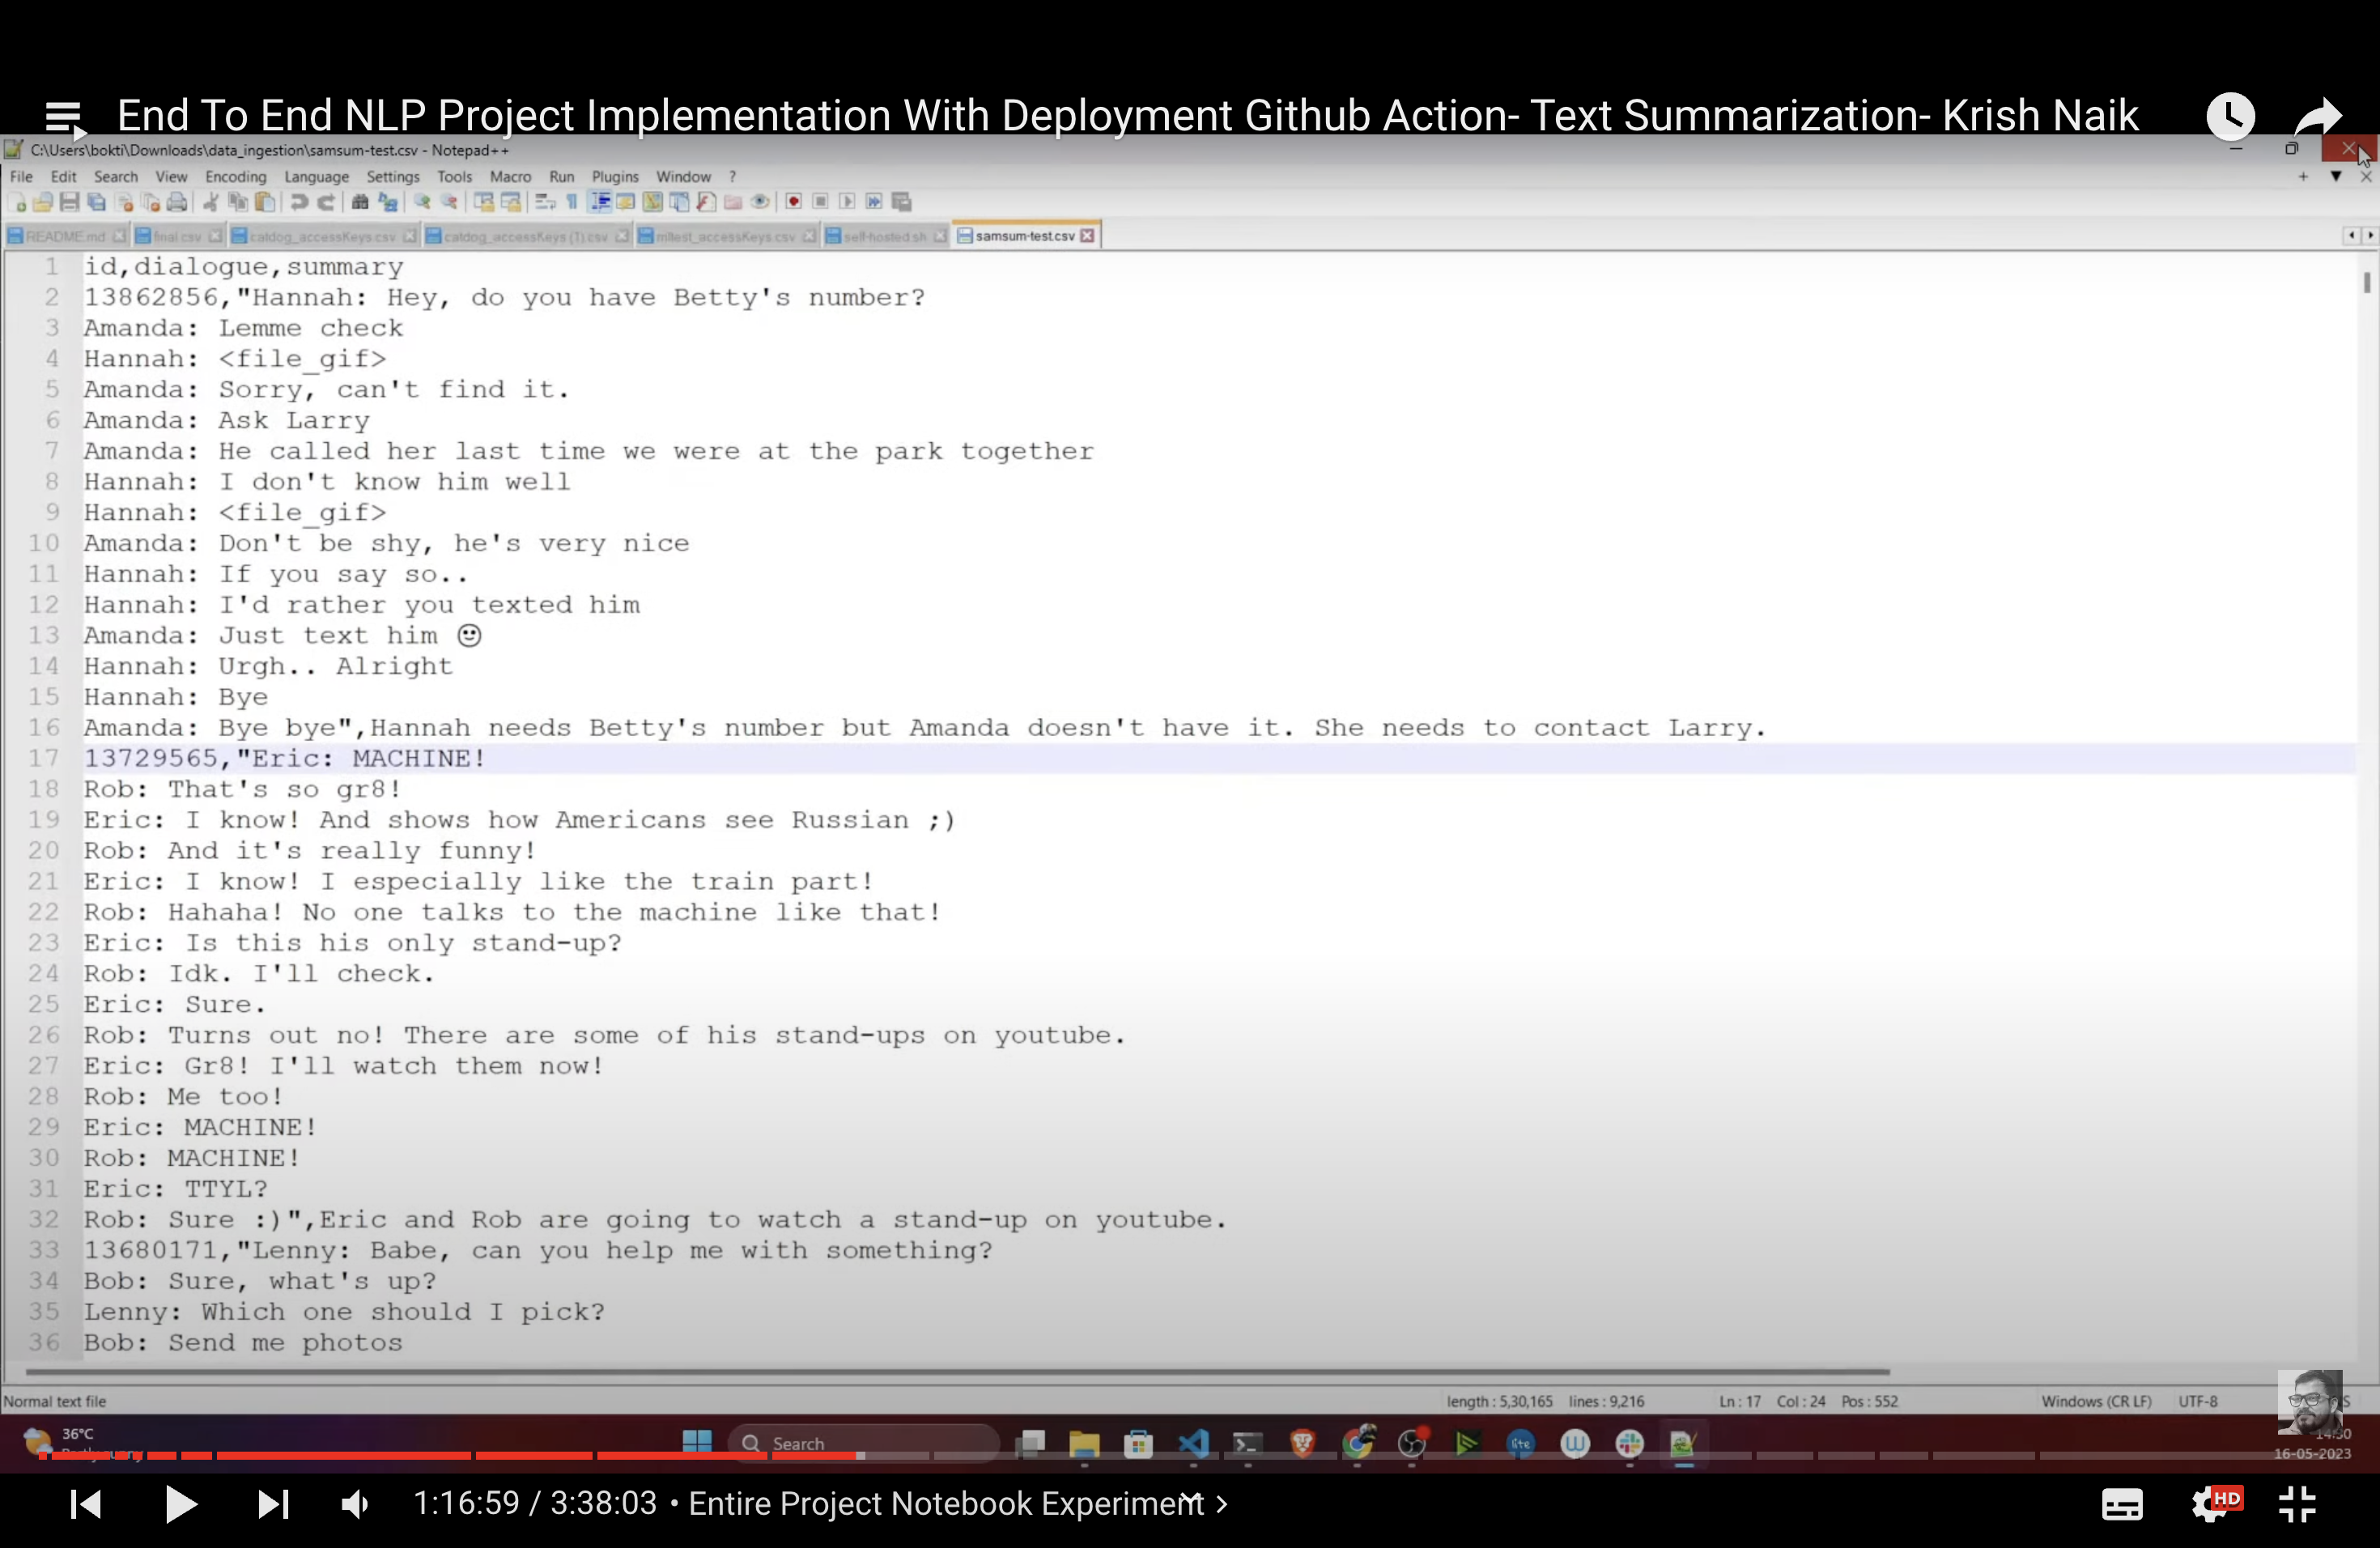 End To End NLP Project Implementation With Deployment Github Action- Text Summarization- Krish Naik
C:\Users\bokti\Downloads\data_ingestion\samsum-test.csv - Notepad++
File Edit Search View Encoding Language Settings Tools Macro Run Plugins Window ?
README.md final.csv catdog_accessKeys.csv catdog_accessKeys (1).csv mltest_accessKeys.csv self-hosted.sh samsum-test.csv
1 id,dialogue,summary
2 13862856,"Hannah: Hey, do you have Betty's number?
3 Amanda: Lemme check
4 Hannah: <file_gif>
5 Amanda: Sorry, can't find it.
6 Amanda: Ask Larry
7 Amanda: He called her last time we were at the park together
8 Hannah: I don't know him well
9 Hannah: <file_gif>
10 Amanda: Don't be shy, he's very nice
11 Hannah: If you say so..
12 Hannah: I'd rather you texted him
13 Amanda: Just text him 🙂
14 Hannah: Urgh.. Alright
15 Hannah: Bye
16 Amanda: Bye bye",Hannah needs Betty's number but Amanda doesn't have it. She needs to contact Larry.
17 13729565,"Eric: MACHINE!
18 Rob: That's so gr8!
19 Eric: I know! And shows how Americans see Russian ;)
20 Rob: And it's really funny!
21 Eric: I know! I especially like the train part!
22 Rob: Hahaha! No one talks to the machine like that!
23 Eric: Is this his only stand-up?
24 Rob: Idk. I'll check.
25 Eric: Sure.
26 Rob: Turns out no! There are some of his stand-ups on youtube.
27 Eric: Gr8! I'll watch them now!
28 Rob: Me too!
29 Eric: MACHINE!
30 Rob: MACHINE!
31 Eric: TTYL?
32 Rob: Sure :)",Eric and Rob are going to watch a stand-up on youtube.
33 13680171,"Lenny: Babe, can you help me with something?
34 Bob: Sure, what's up?
35 Lenny: Which one should I pick?
36 Bob: Send me photos
Normal text file length : 5,30,165 lines : 9,216 Ln : 17 Col : 24 Pos : 552 Windows (CR LF) UTF-8
36°C
Search
lite
16-05-2023
1:16:59 / 3:38:03 • Entire Project Notebook Experiment
HD